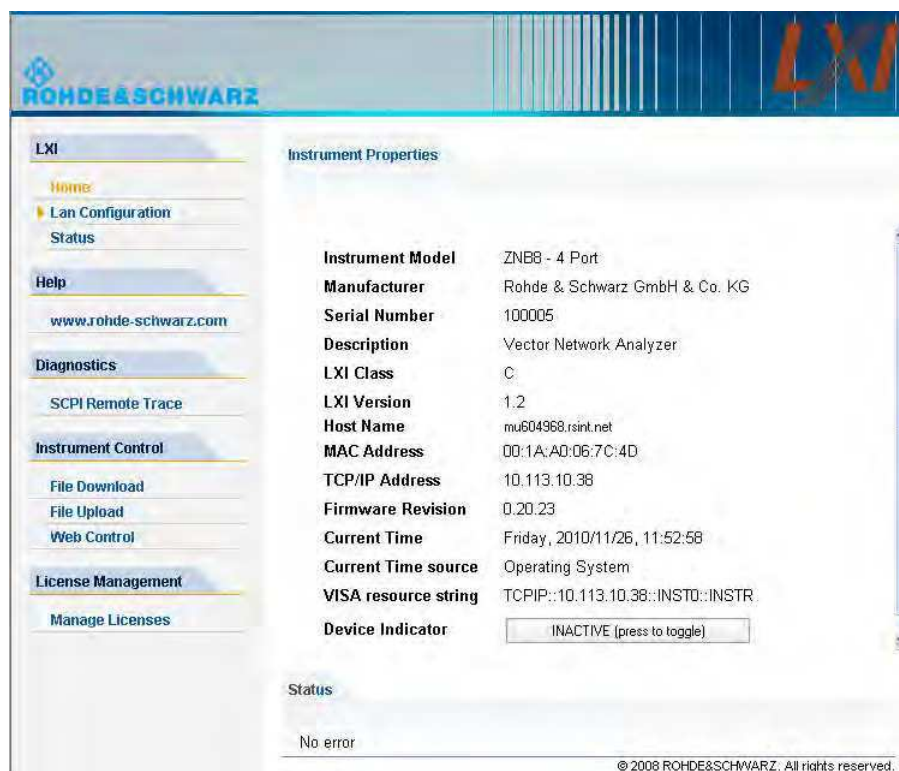 ROHDE&SCHWARZ
LXI
LXI
Home
Lan Configuration
Status
Help
www.rohde-schwarz.com
Diagnostics
SCPI Remote Trace
Instrument Control
File Download
File Upload
Web Control
License Management
Manage Licenses
Instrument Properties
Instrument Model ZNB8 - 4 Port
Manufacturer Rohde & Schwarz GmbH & Co. KG
Serial Number 100005
Description Vector Network Analyzer
LXI Class C
LXI Version 1.2
Host Name mu604968.rsint.net
MAC Address 00:1A:A0:06:7C:4D
TCP/IP Address 10.113.10.38
Firmware Revision 0.20.23
Current Time Friday, 2010/11/26, 11:52:58
Current Time source Operating System
VISA resource string TCPIP::10.113.10.38::INST0::INSTR
Device Indicator INACTIVE (press to toggle)
Status
No error
© 2008 ROHDE&SCHWARZ. All rights reserved.